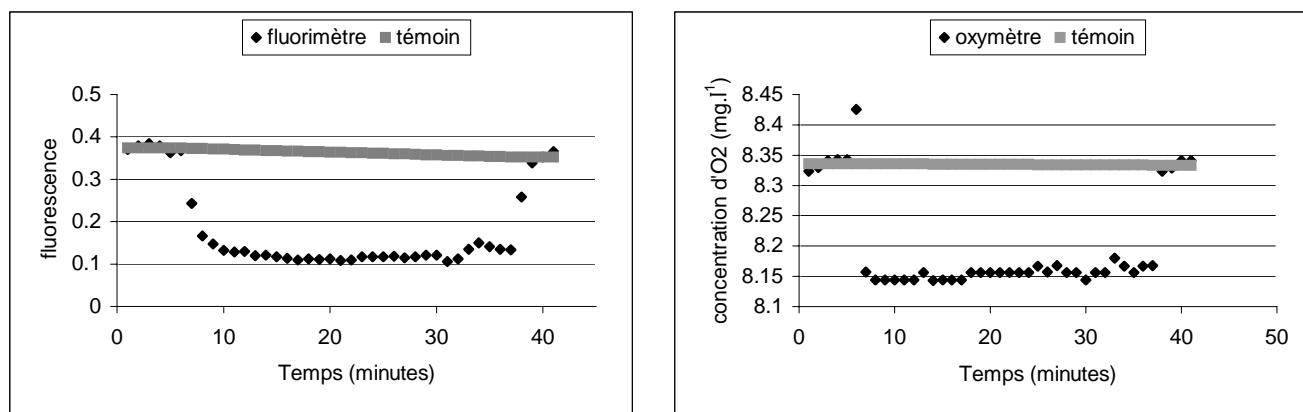 fluorimètre témoin
0.5
0.4
0.3
0.2
0.1
0
fluorescence
0 10 20 30 40
Temps (minutes)
oxymètre témoin
8.45
8.4
8.35
8.3
8.25
8.2
8.15
8.1
concentration d'O2 (mg.l1)
0 10 20 30 40 50
Temps (minutes)